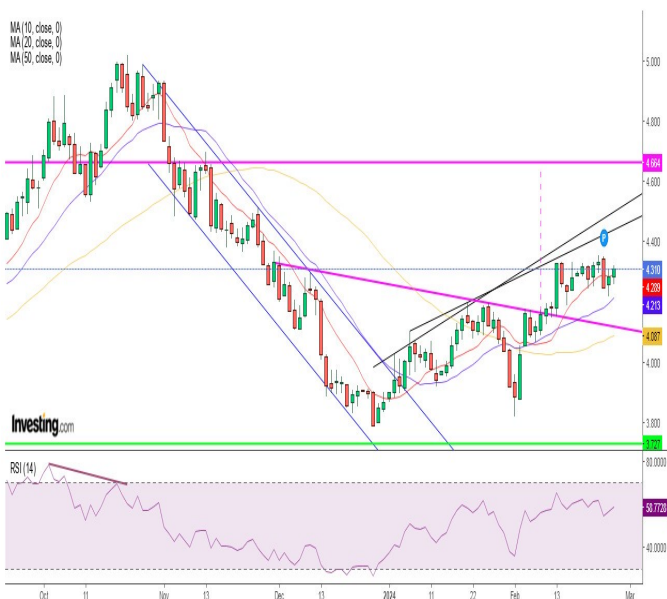 MA (10, close, 0)
MA (20, close, 0)
MA (50, close, 0)
5.000
4.800
4.664
4.600
4.400
4.310
4.289
4.213
4.087
4.000
3.800
3.727
Investing.com
RSI (14)
80.0000
58.7728
40.0000
Oct 11 Nov 13 Dec 13 2024 11 22 Feb 13 Mar